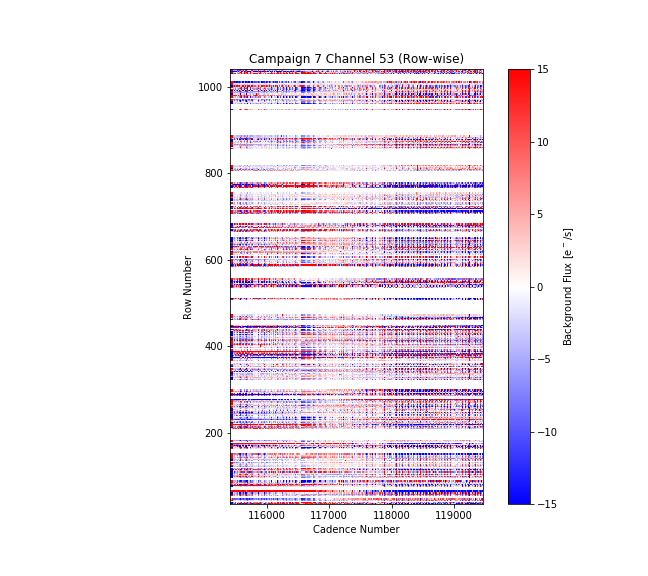 Campaign 7 Channel 53 (Row-wise)
1000
800
600
400
200
Row Number
116000 117000 118000 119000
Cadence Number
15
10
5
0
−5
−10
−15
Background Flux [e⁻/s]